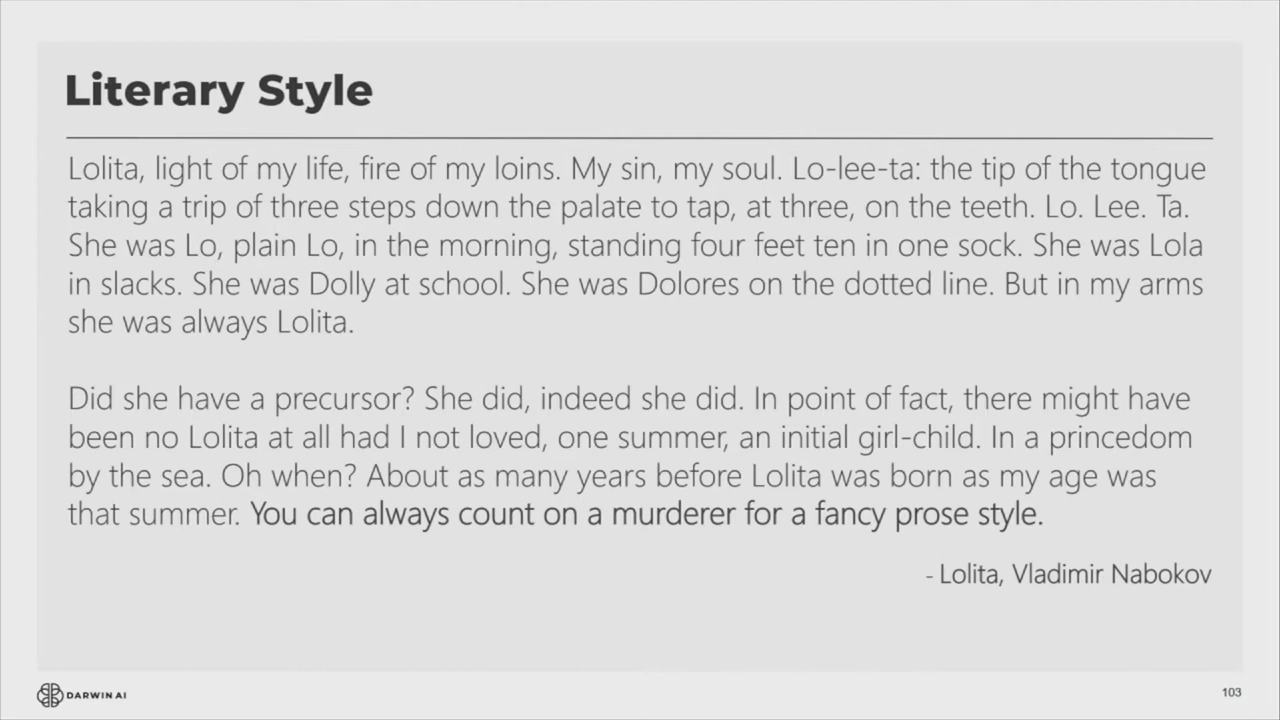 Literary Style
Lolita, light of my life, fire of my loins. My sin, my soul. Lo-lee-ta: the tip of the tongue
taking a trip of three steps down the palate to tap, at three, on the teeth. Lo. Lee. Ta.
She was Lo, plain Lo, in the morning, standing four feet ten in one sock. She was Lola
in slacks. She was Dolly at school. She was Dolores on the dotted line. But in my arms
she was always Lolita.
Did she have a precursor? She did, indeed she did. In point of fact, there might have
been no Lolita at all had I not loved, one summer, an initial girl-child. In a princedom
by the sea. Oh when? About as many years before Lolita was born as my age was
that summer. You can always count on a murderer for a fancy prose style.
- Lolita, Vladimir Nabokov
DARWIN AI
103